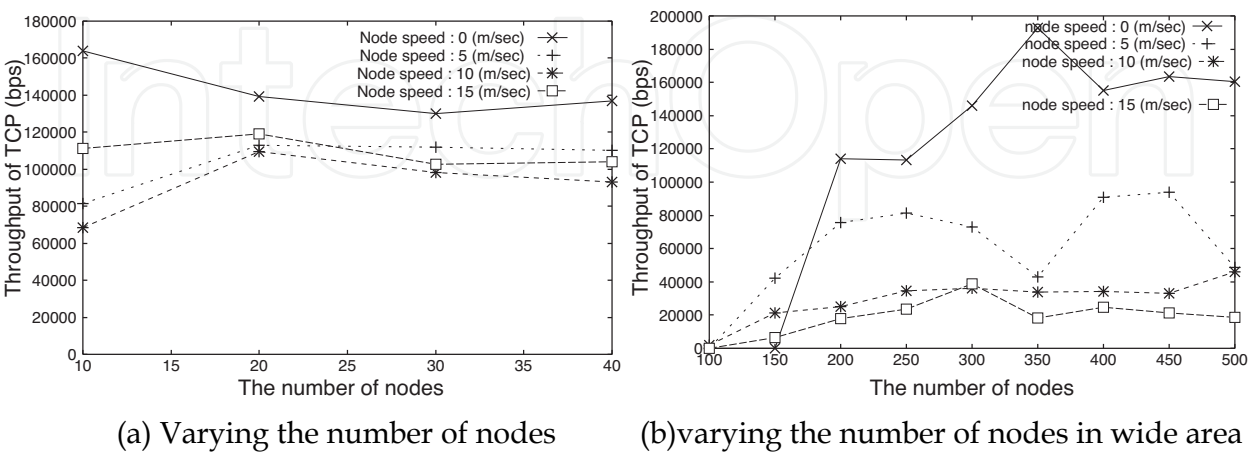 Throughput of TCP (bps)
180000
160000
140000
120000
100000
80000
60000
40000
20000
0
Node speed : 0 (m/sec)
Node speed : 5 (m/sec)
Node speed : 10 (m/sec)
Node speed : 15 (m/sec)
10 15 20 25 30 35 40
The number of nodes
(a) Varying the number of nodes
Throughput of TCP (bps)
200000
180000
160000
140000
120000
100000
80000
60000
40000
20000
0
node speed : 0 (m/sec)
node speed : 5 (m/sec)
node speed : 10 (m/sec)
node speed : 15 (m/sec)
100 150 200 250 300 350 400 450 500
The number of nodes
(b)varying the number of nodes in wide area
IntechOpen